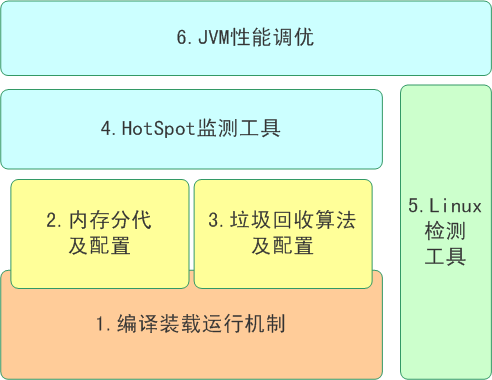 6.JVM性能调优
4.HotSpot监测工具
2.内存分代
及配置
3.垃圾回收算法
及配置
5.Linux
检测
工具
1.编译装载运行机制